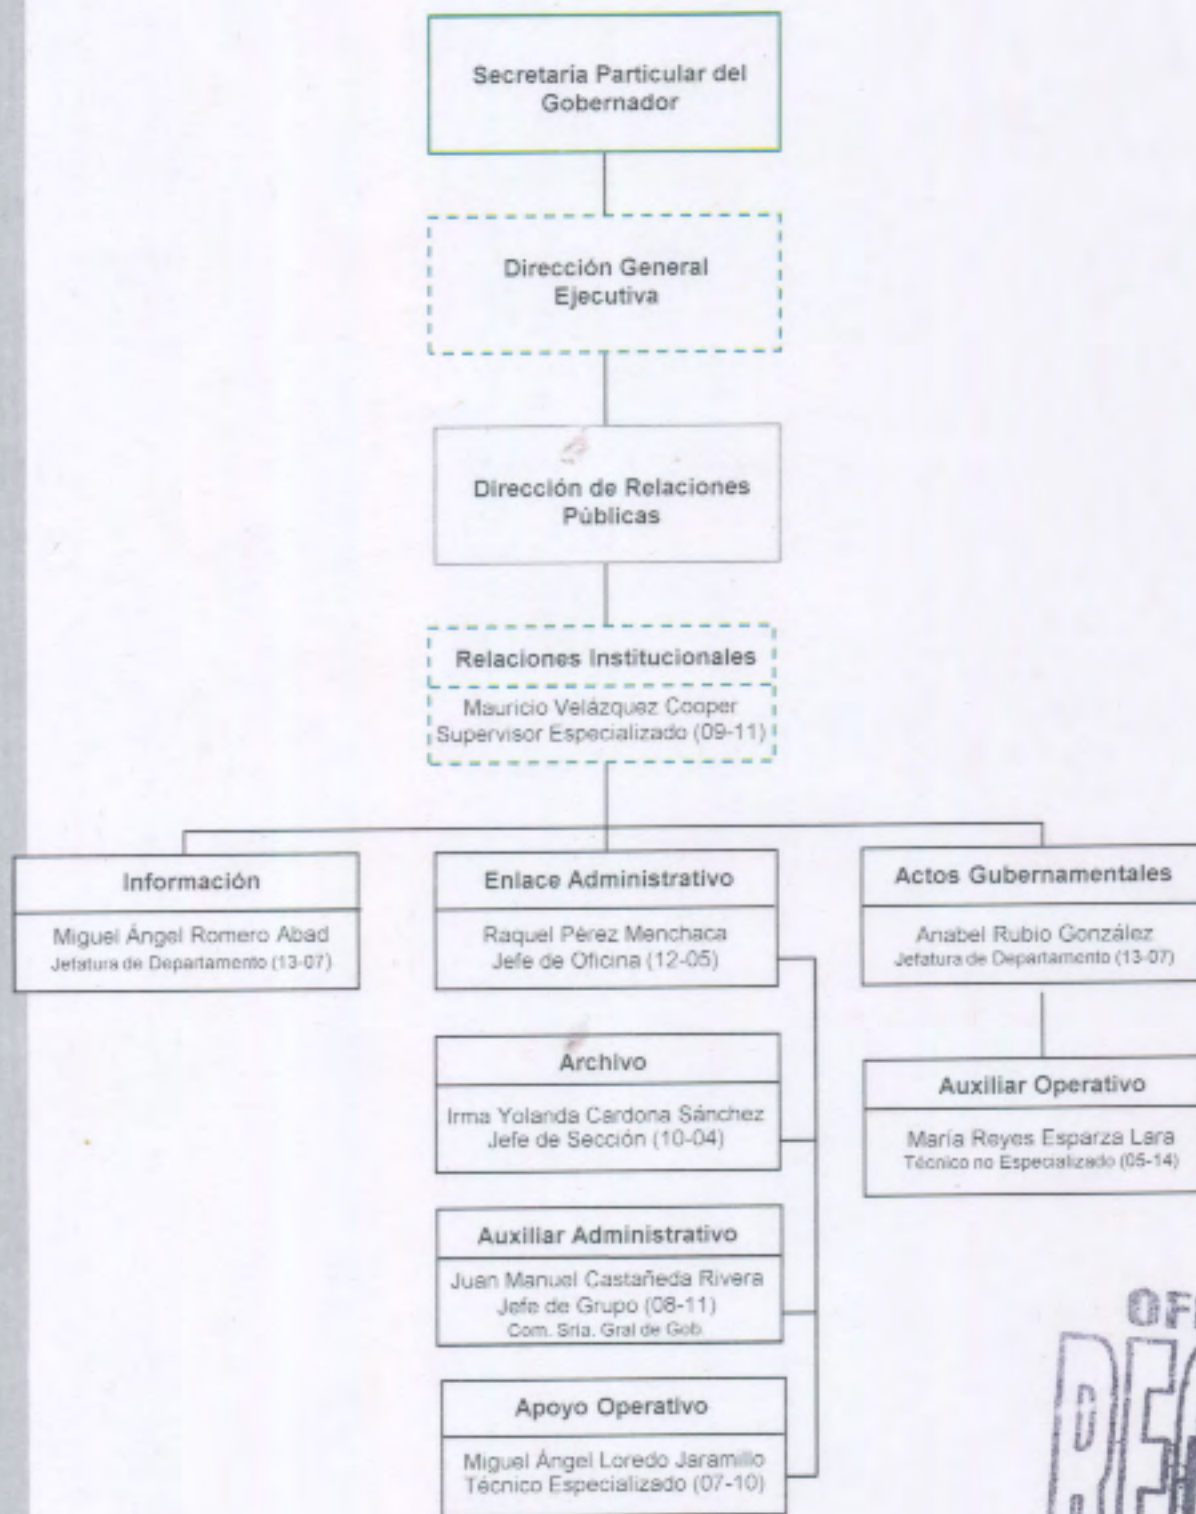 Secretaría Particular del
Gobernador
Dirección General
Ejecutiva
Dirección de Relaciones
Públicas
Relaciones Institucionales
Mauricio Velázquez Cooper
Supervisor Especializado (09-11)
Información
Miguel Ángel Romero Abad
Jefatura de Departamento (13-07)
Enlace Administrativo
Raquel Pérez Menchaca
Jefe de Oficina (12-05)
Actos Gubernamentales
Anabel Rubio González
Jefatura de Departamento (13-07)
Archivo
Irma Yolanda Cardona Sánchez
Jefe de Sección (10-04)
Auxiliar Operativo
María Reyes Esparza Lara
Técnico no Especializado (05-14)
Auxiliar Administrativo
Juan Manuel Castañeda Rivera
Jefe de Grupo (08-11)
Com. Sria. Gral de Gob.
Apoyo Operativo
Miguel Ángel Loredo Jaramillo
Técnico Especializado (07-10)